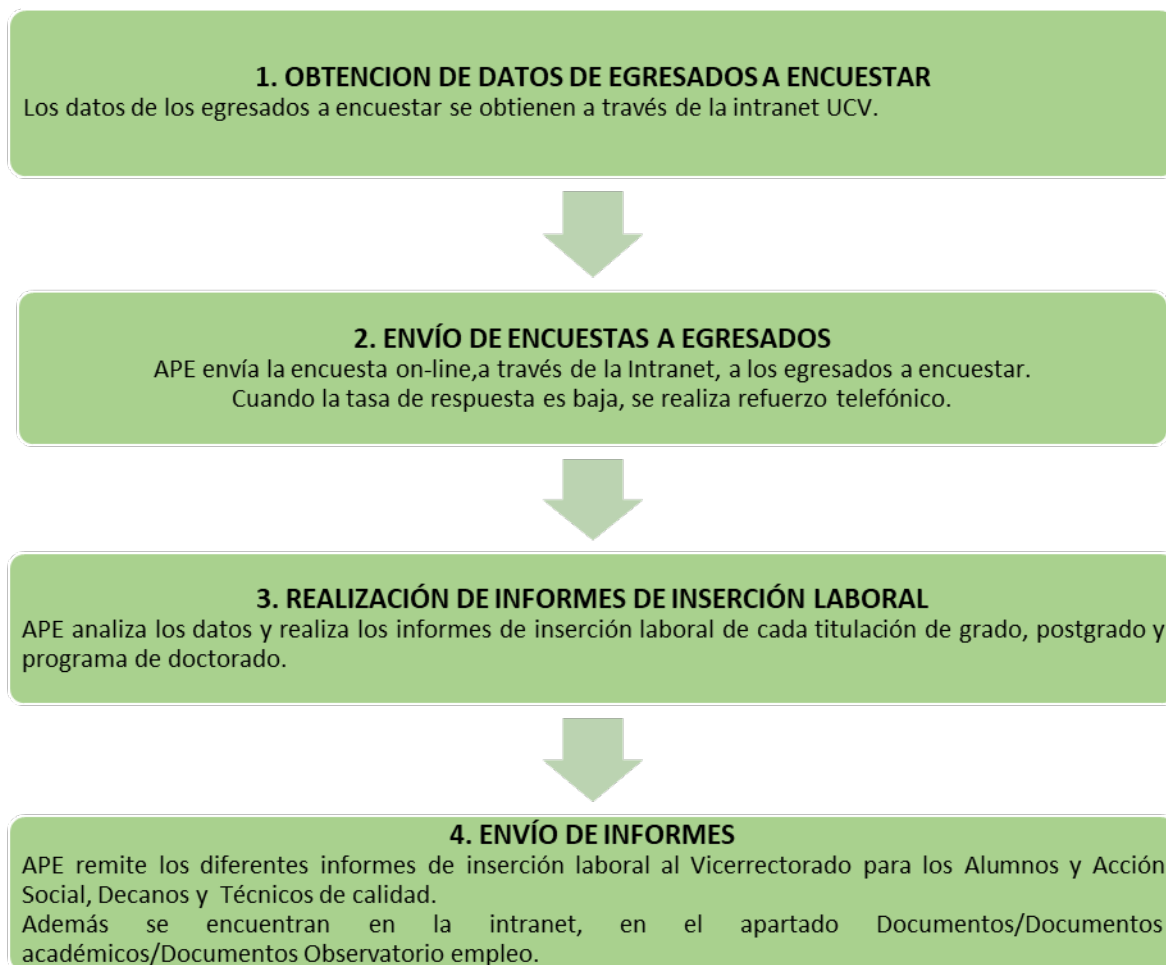 1. OBTENCION DE DATOS DE EGRESADOS A ENCUESTAR
Los datos de los egresados a encuestar se obtienen a través de la intranet UCV.
2. ENVÍO DE ENCUESTAS A EGRESADOS
APE envía la encuesta on-line,a través de la Intranet, a los egresados a encuestar.
Cuando la tasa de respuesta es baja, se realiza refuerzo telefónico.
3. REALIZACIÓN DE INFORMES DE INSERCIÓN LABORAL
APE analiza los datos y realiza los informes de inserción laboral de cada titulación de grado, postgrado y
programa de doctorado.
4. ENVÍO DE INFORMES
APE remite los diferentes informes de inserción laboral al Vicerrectorado para los Alumnos y Acción
Social, Decanos y Técnicos de calidad.
Además se encuentran en la intranet, en el apartado Documentos/Documentos
académicos/Documentos Observatorio empleo.